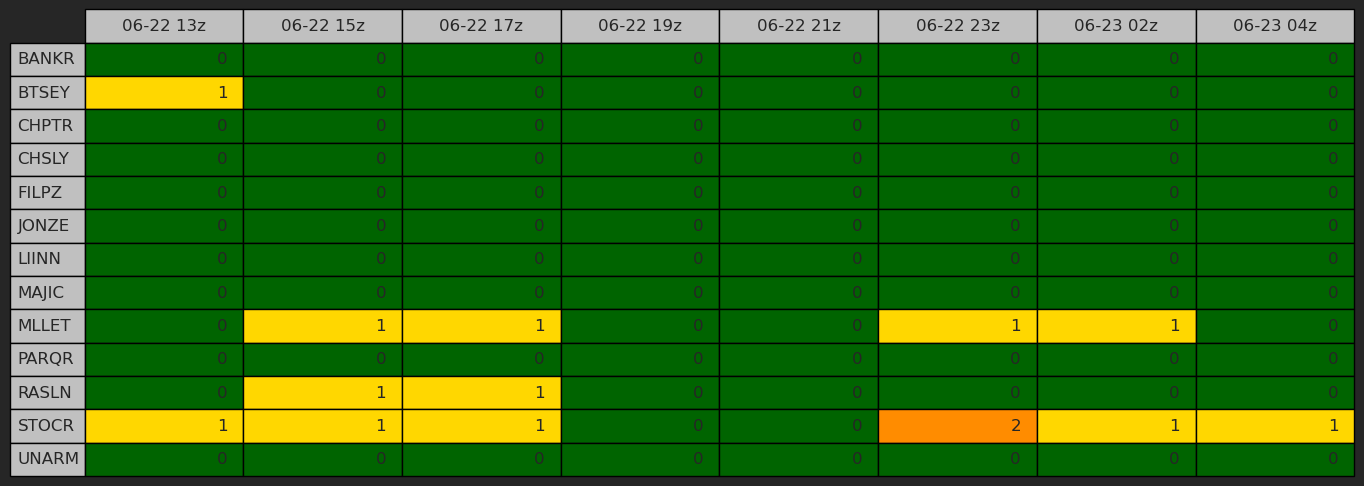 06-22 13z 06-22 15z 06-22 17z 06-22 19z 06-22 21z 06-22 23z 06-23 02z 06-23 04z
BANKR 0 0 0 0 0 0 0 0
BTSEY 1 0 0 0 0 0 0 0
CHPTR 0 0 0 0 0 0 0 0
CHSLY 0 0 0 0 0 0 0 0
FILPZ 0 0 0 0 0 0 0 0
JONZE 0 0 0 0 0 0 0 0
LIINN 0 0 0 0 0 0 0 0
MAJIC 0 0 0 0 0 0 0 0
MLLET 0 1 1 0 0 1 1 0
PARQR 0 0 0 0 0 0 0 0
RASLN 0 1 1 0 0 0 0 0
STOCR 1 1 1 0 0 2 1 1
UNARM 0 0 0 0 0 0 0 0